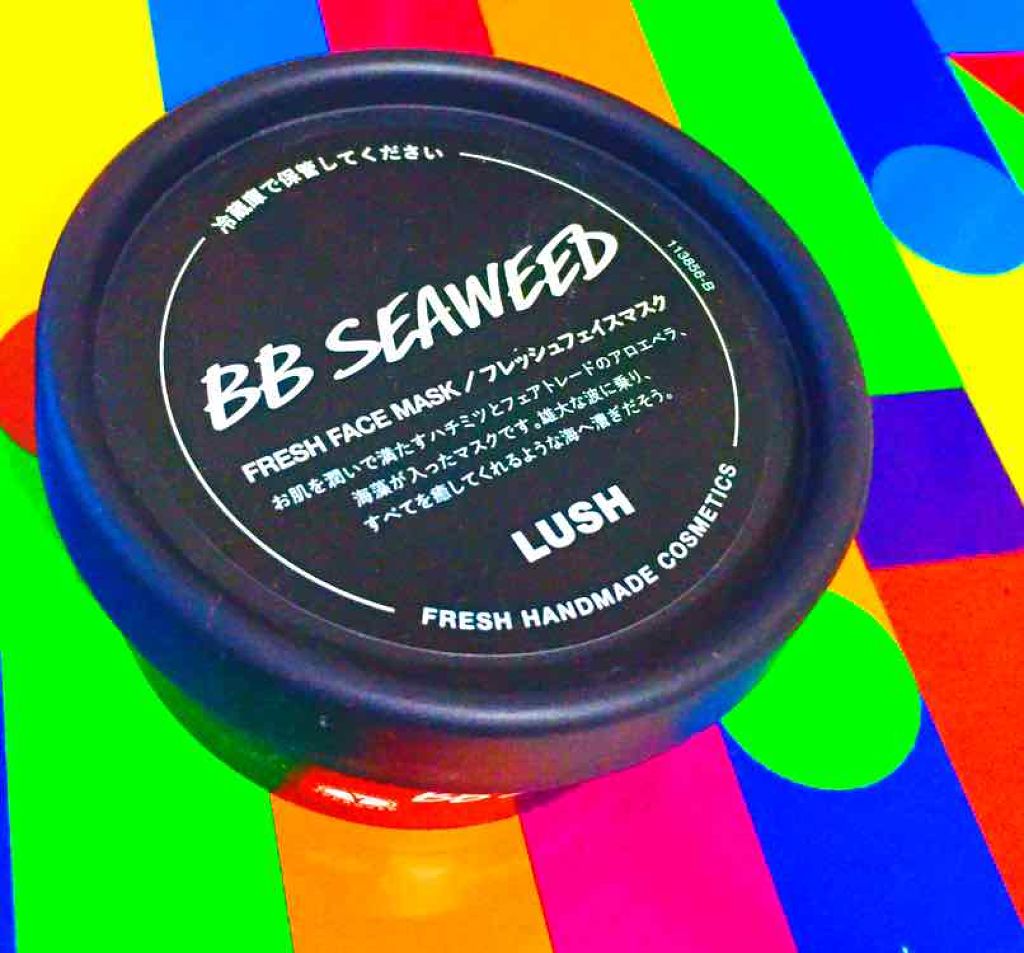 冷蔵庫で保管してください
113856-B
BB SEAWEED
FRESH FACE MASK / フレッシュフェイスマスク
お肌を潤いで満たすハチミツとフェアトレードのアロエベラ、
海藻が入ったマスクです。雄大な波に乗り、
すべてを癒してくれるような海へ漕ぎだそう。
LUSH
FRESH HANDMADE COSMETICS